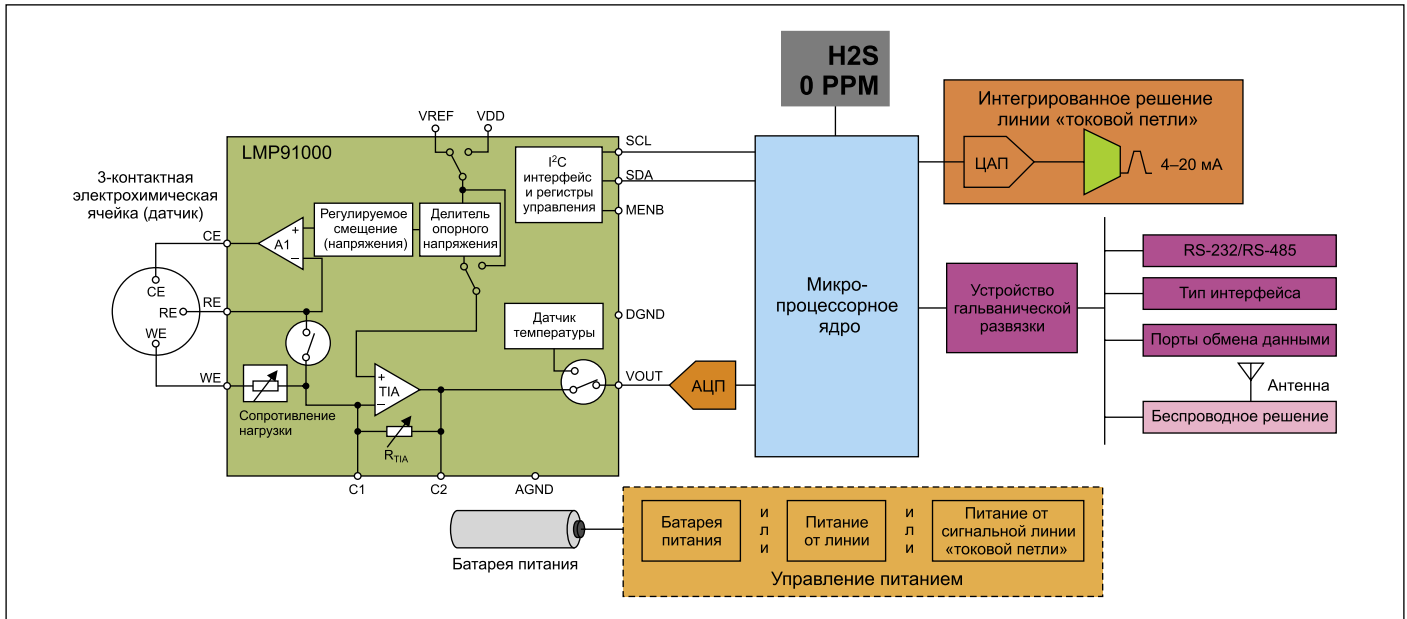 H2S
0 PPM
Интегрированное решение
линии «токовой петли»
ЦАП
4–20 мА
VREF
VDD
LMP91000
SCL
I²C
интерфейс
и регистры
управления
SDA
MENB
3-контактная
электрохимическая
ячейка (датчик)
Регулируемое
смещение
(напряжения)
Делитель
опорного
напряжения
CE
A1
+
–
CE
RE
RE
WE
WE
Сопротивление
нагрузки
Датчик
температуры
DGND
VOUT
+
TIA
–
RTIA
C1
C2
AGND
АЦП
Микро-
процессорное
ядро
Устройство
гальванической
развязки
RS-232/RS-485
Тип интерфейса
Порты обмена данными
Антенна
Беспроводное решение
Батарея питания
Батарея
питания
и
л
и
Питание
от линии
и
л
и
Питание от
сигнальной линии
«токовой петли»
Управление питанием